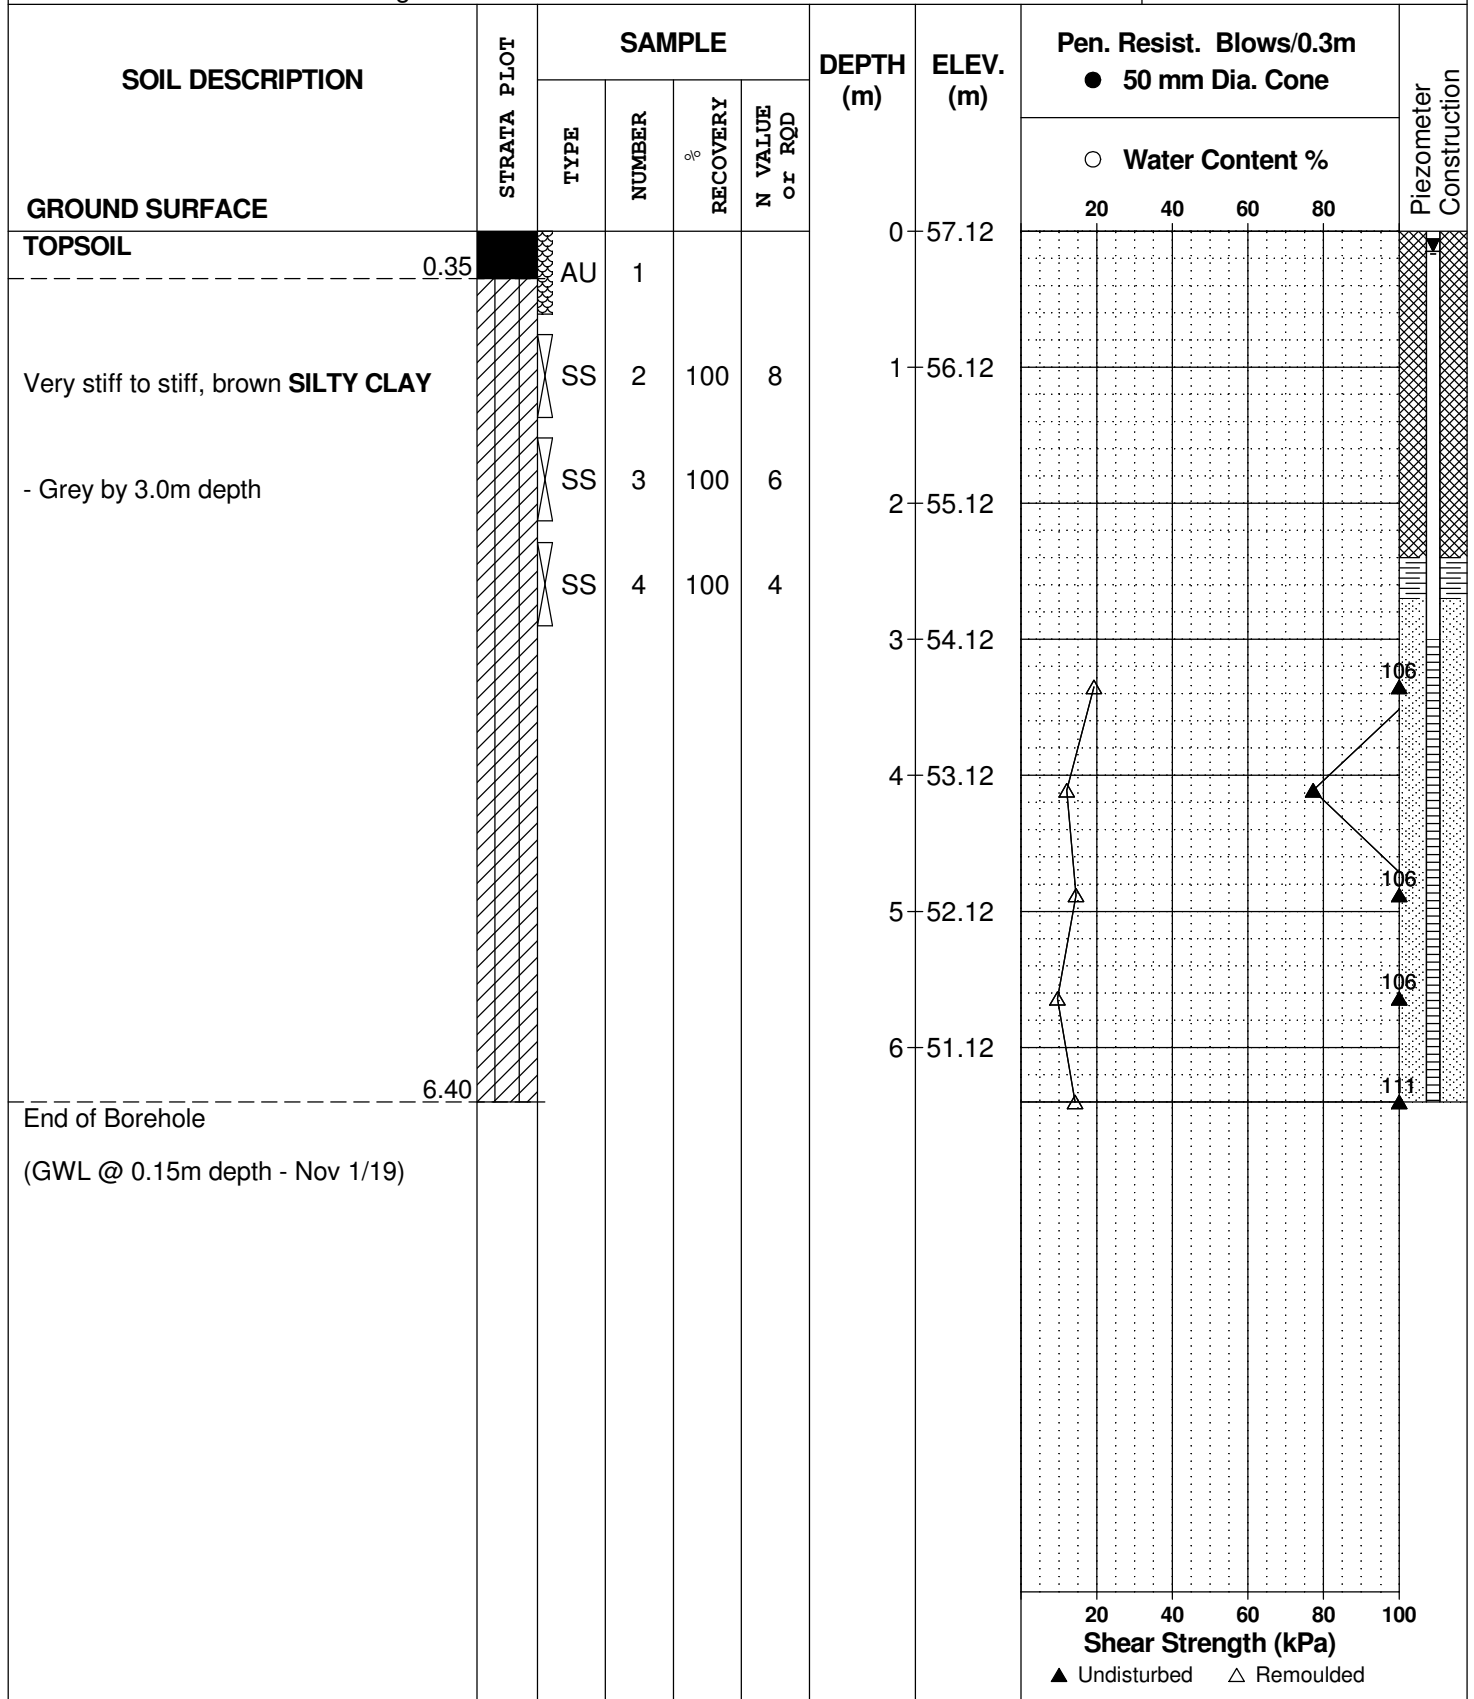 SOIL DESCRIPTION
GROUND SURFACE
STRATA PLOT
SAMPLE
TYPE
NUMBER
% RECOVERY
N VALUE or RQD
DEPTH (m)
ELEV. (m)
Pen. Resist. Blows/0.3m
● 50 mm Dia. Cone
○ Water Content %
20 40 60 80
Piezometer Construction
TOPSOIL
0.35
Very stiff to stiff, brown SILTY CLAY
- Grey by 3.0m depth
6.40
End of Borehole
(GWL @ 0.15m depth - Nov 1/19)
AU 1
SS 2 100 8
SS 3 100 6
SS 4 100 4
0 57.12
1 56.12
2 55.12
3 54.12
4 53.12
5 52.12
6 51.12
106
106
106
111
20 40 60 80 100
Shear Strength (kPa)
▲ Undisturbed △ Remoulded